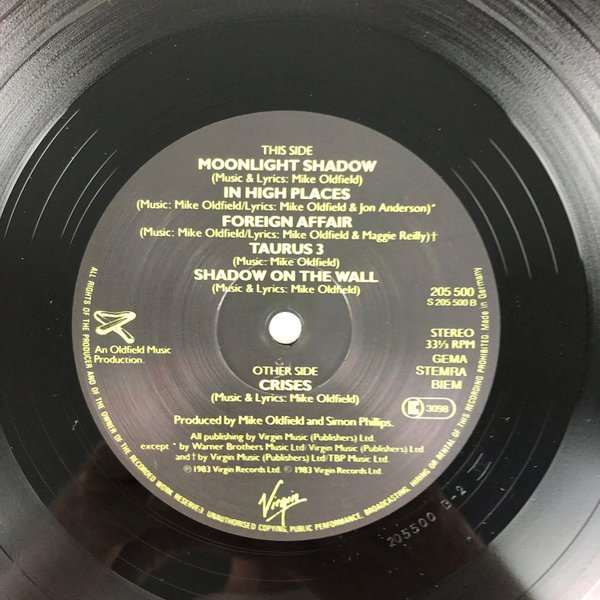 THIS SIDE
MOONLIGHT SHADOW
(Music & Lyrics: Mike Oldfield)
IN HIGH PLACES
(Music: Mike Oldfield/Lyrics: Mike Oldfield & Jon Anderson)*
FOREIGN AFFAIR
(Music: Mike Oldfield/Lyrics: Mike Oldfield & Maggie Reilly)†
TAURUS 3
(Music: Mike Oldfield)
SHADOW ON THE WALL
(Music & Lyrics: Mike Oldfield)
205 500
S 205 500 B
An Oldfield Music
Production.
STEREO
33⅓ RPM
GEMA
STEMRA
BIEM
3098
OTHER SIDE
CRISES
(Music & Lyrics: Mike Oldfield)
Produced by Mike Oldfield and Simon Phillips.
All publishing by Virgin Music (Publishers) Ltd.
except * by Warner Brothers Music Ltd/Virgin Music (Publishers) Ltd
and † by Virgin Music (Publishers) Ltd/TBP Music Ltd.
℗ 1983 Virgin Records Ltd. © 1983 Virgin Records Ltd.
Virgin
ALL RIGHTS OF THE PRODUCER AND OF THE OWNER OF THE RECORDED WORK RESERVED. UNAUTHORISED COPYING, PUBLIC PERFORMANCE, BROADCASTING, HIRING OR RENTAL OF THIS RECORDING PROHIBITED. Made in Germany
205500 B-2